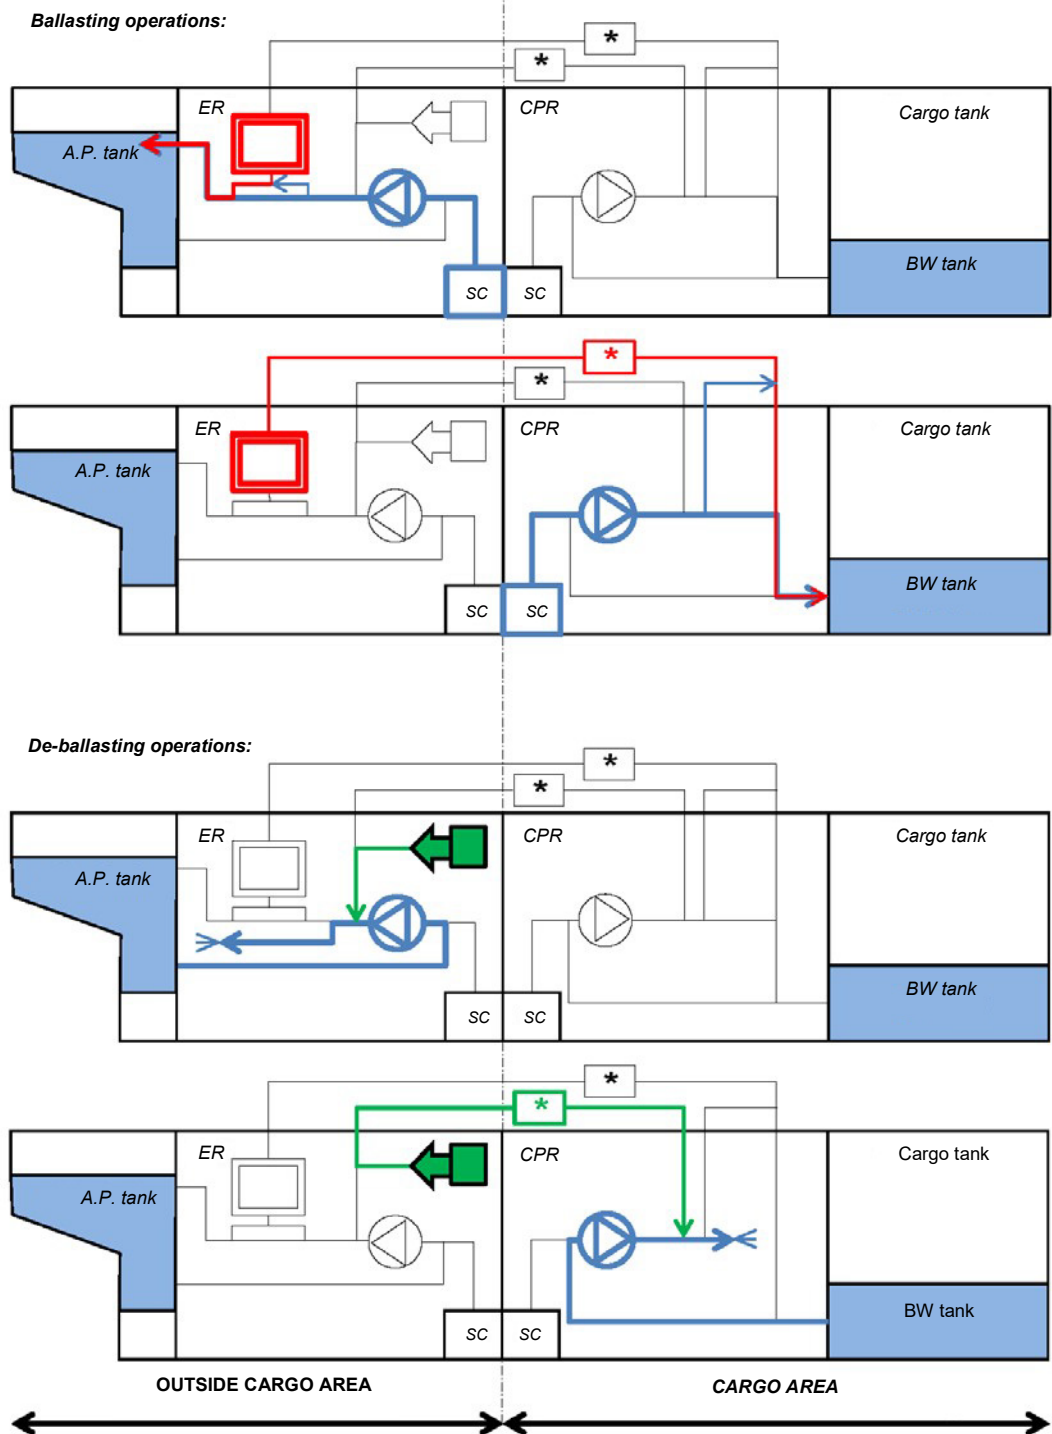 Ballasting operations:
*
*
ER
CPR
Cargo tank
A.P. tank
BW tank
SC
SC
*
*
ER
CPR
Cargo tank
A.P. tank
BW tank
SC
SC
De-ballasting operations:
*
*
ER
CPR
Cargo tank
A.P. tank
BW tank
SC
SC
*
*
ER
CPR
Cargo tank
A.P. tank
BW tank
SC
SC
OUTSIDE CARGO AREA
CARGO AREA